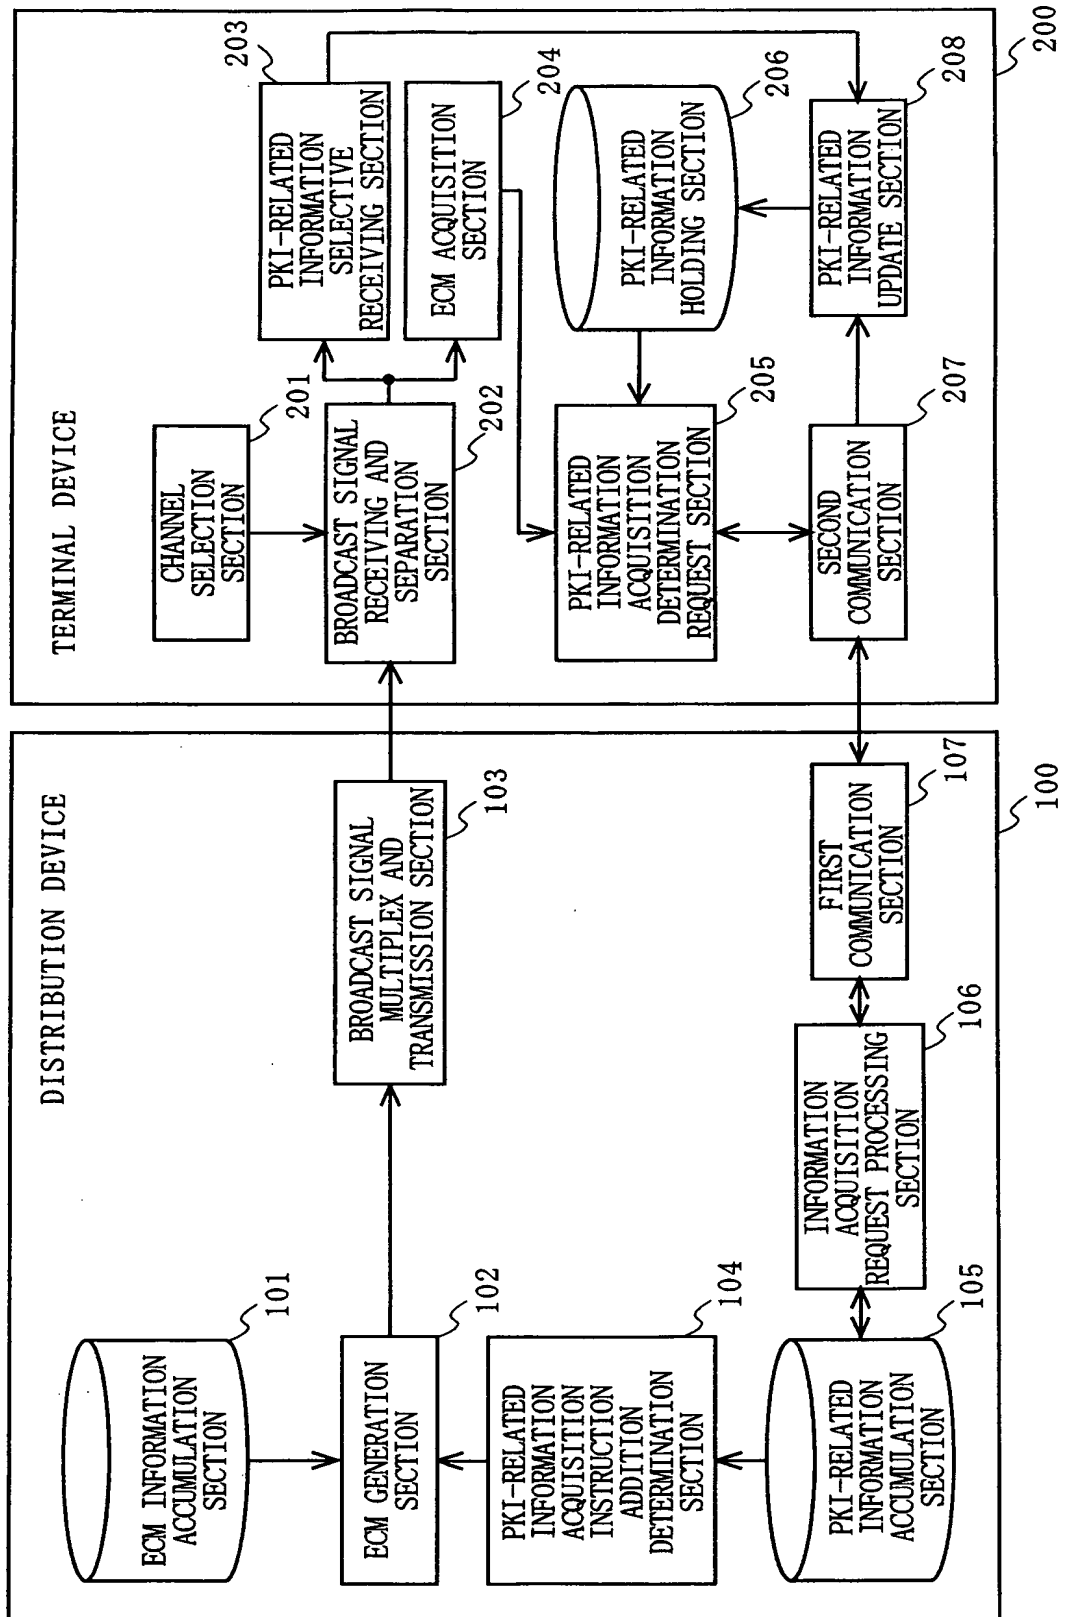 DISTRIBUTION DEVICE
ECM INFORMATION
ACCUMULATION
SECTION
101
ECM GENERATION
SECTION
102
PKI-RELATED
INFORMATION
ACQUISITION
INSTRUCTION
ADDITION
DETERMINATION
SECTION
104
PKI-RELATED
INFORMATION
ACCUMULATION
SECTION
105
BROADCAST SIGNAL
MULTIPLEX AND
TRANSMISSION SECTION
103
INFORMATION
ACQUISITION
REQUEST PROCESSING
SECTION
106
FIRST
COMMUNICATION
SECTION
107
100
TERMINAL DEVICE
CHANNEL
SELECTION
SECTION
201
BROADCAST SIGNAL
RECEIVING AND
SEPARATION
SECTION
202
PKI-RELATED
INFORMATION
SELECTIVE
RECEIVING SECTION
203
ECM ACQUISITION
SECTION
204
PKI-RELATED
INFORMATION
ACQUISITION
DETERMINATION
REQUEST SECTION
205
PKI-RELATED
INFORMATION
HOLDING SECTION
206
SECOND
COMMUNICATION
SECTION
207
PKI-RELATED
INFORMATION
UPDATE SECTION
208
200